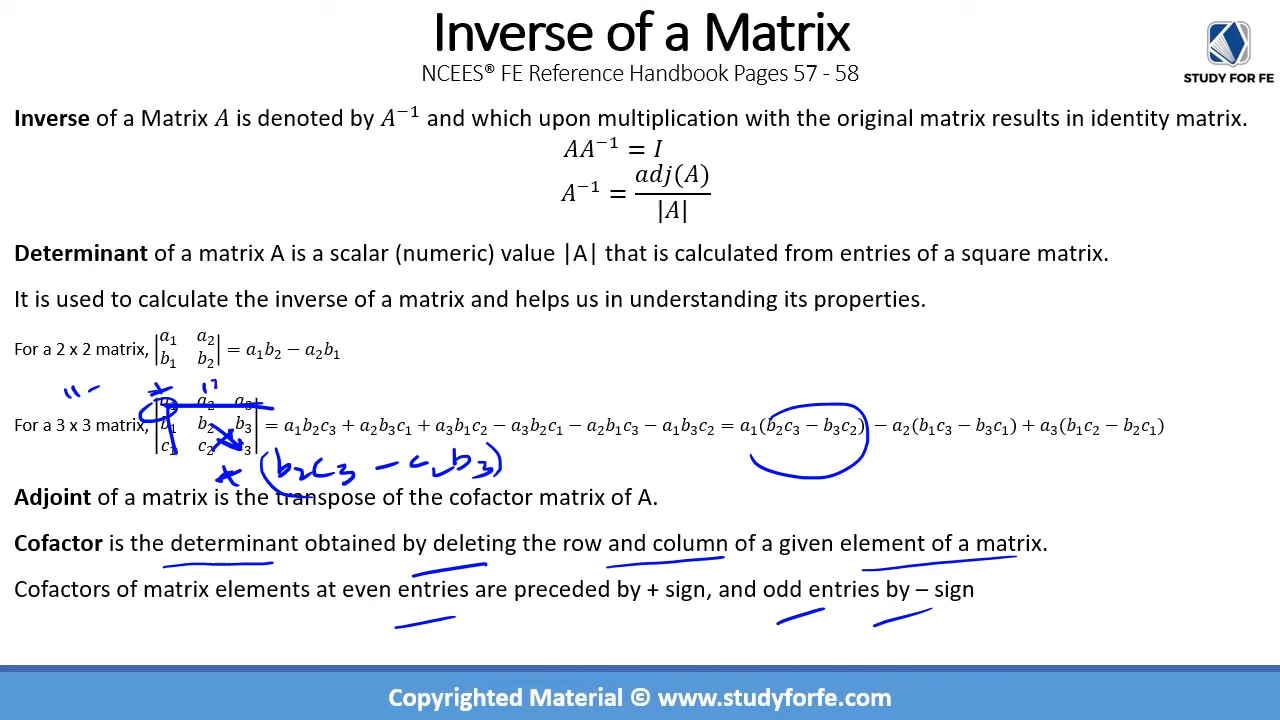 Inverse of a Matrix
NCEES® FE Reference Handbook Pages 57 - 58
STUDY FOR FE
Inverse of a Matrix A is denoted by A⁻¹ and which upon multiplication with the original matrix results in identity matrix.
AA⁻¹ = I
A⁻¹ = adj(A) / |A|
Determinant of a matrix A is a scalar (numeric) value |A| that is calculated from entries of a square matrix.
It is used to calculate the inverse of a matrix and helps us in understanding its properties.
For a 2 x 2 matrix, |a₁ a₂; b₁ b₂| = a₁b₂ − a₂b₁
For a 3 x 3 matrix, |a₁ a₂ a₃; b₁ b₂ b₃; c₁ c₂ 3| = a₁b₂c₃ + a₂b₃c₁ + a₃b₁c₂ − a₃b₂c₁ − a₂b₁c₃ − a₁b₃c₂ = a₁(b₂c₃ − b₃c₂) − a₂(b₁c₃ − b₃c₁) + a₃(b₁c₂ − b₂c₁)
(b₂c₃ − c₂b₃)
Adjoint of a matrix is the transpose of the cofactor matrix of A.
Cofactor is the determinant obtained by deleting the row and column of a given element of a matrix.
Cofactors of matrix elements at even entries are preceded by + sign, and odd entries by – sign
Copyrighted Material © www.studyforfe.com